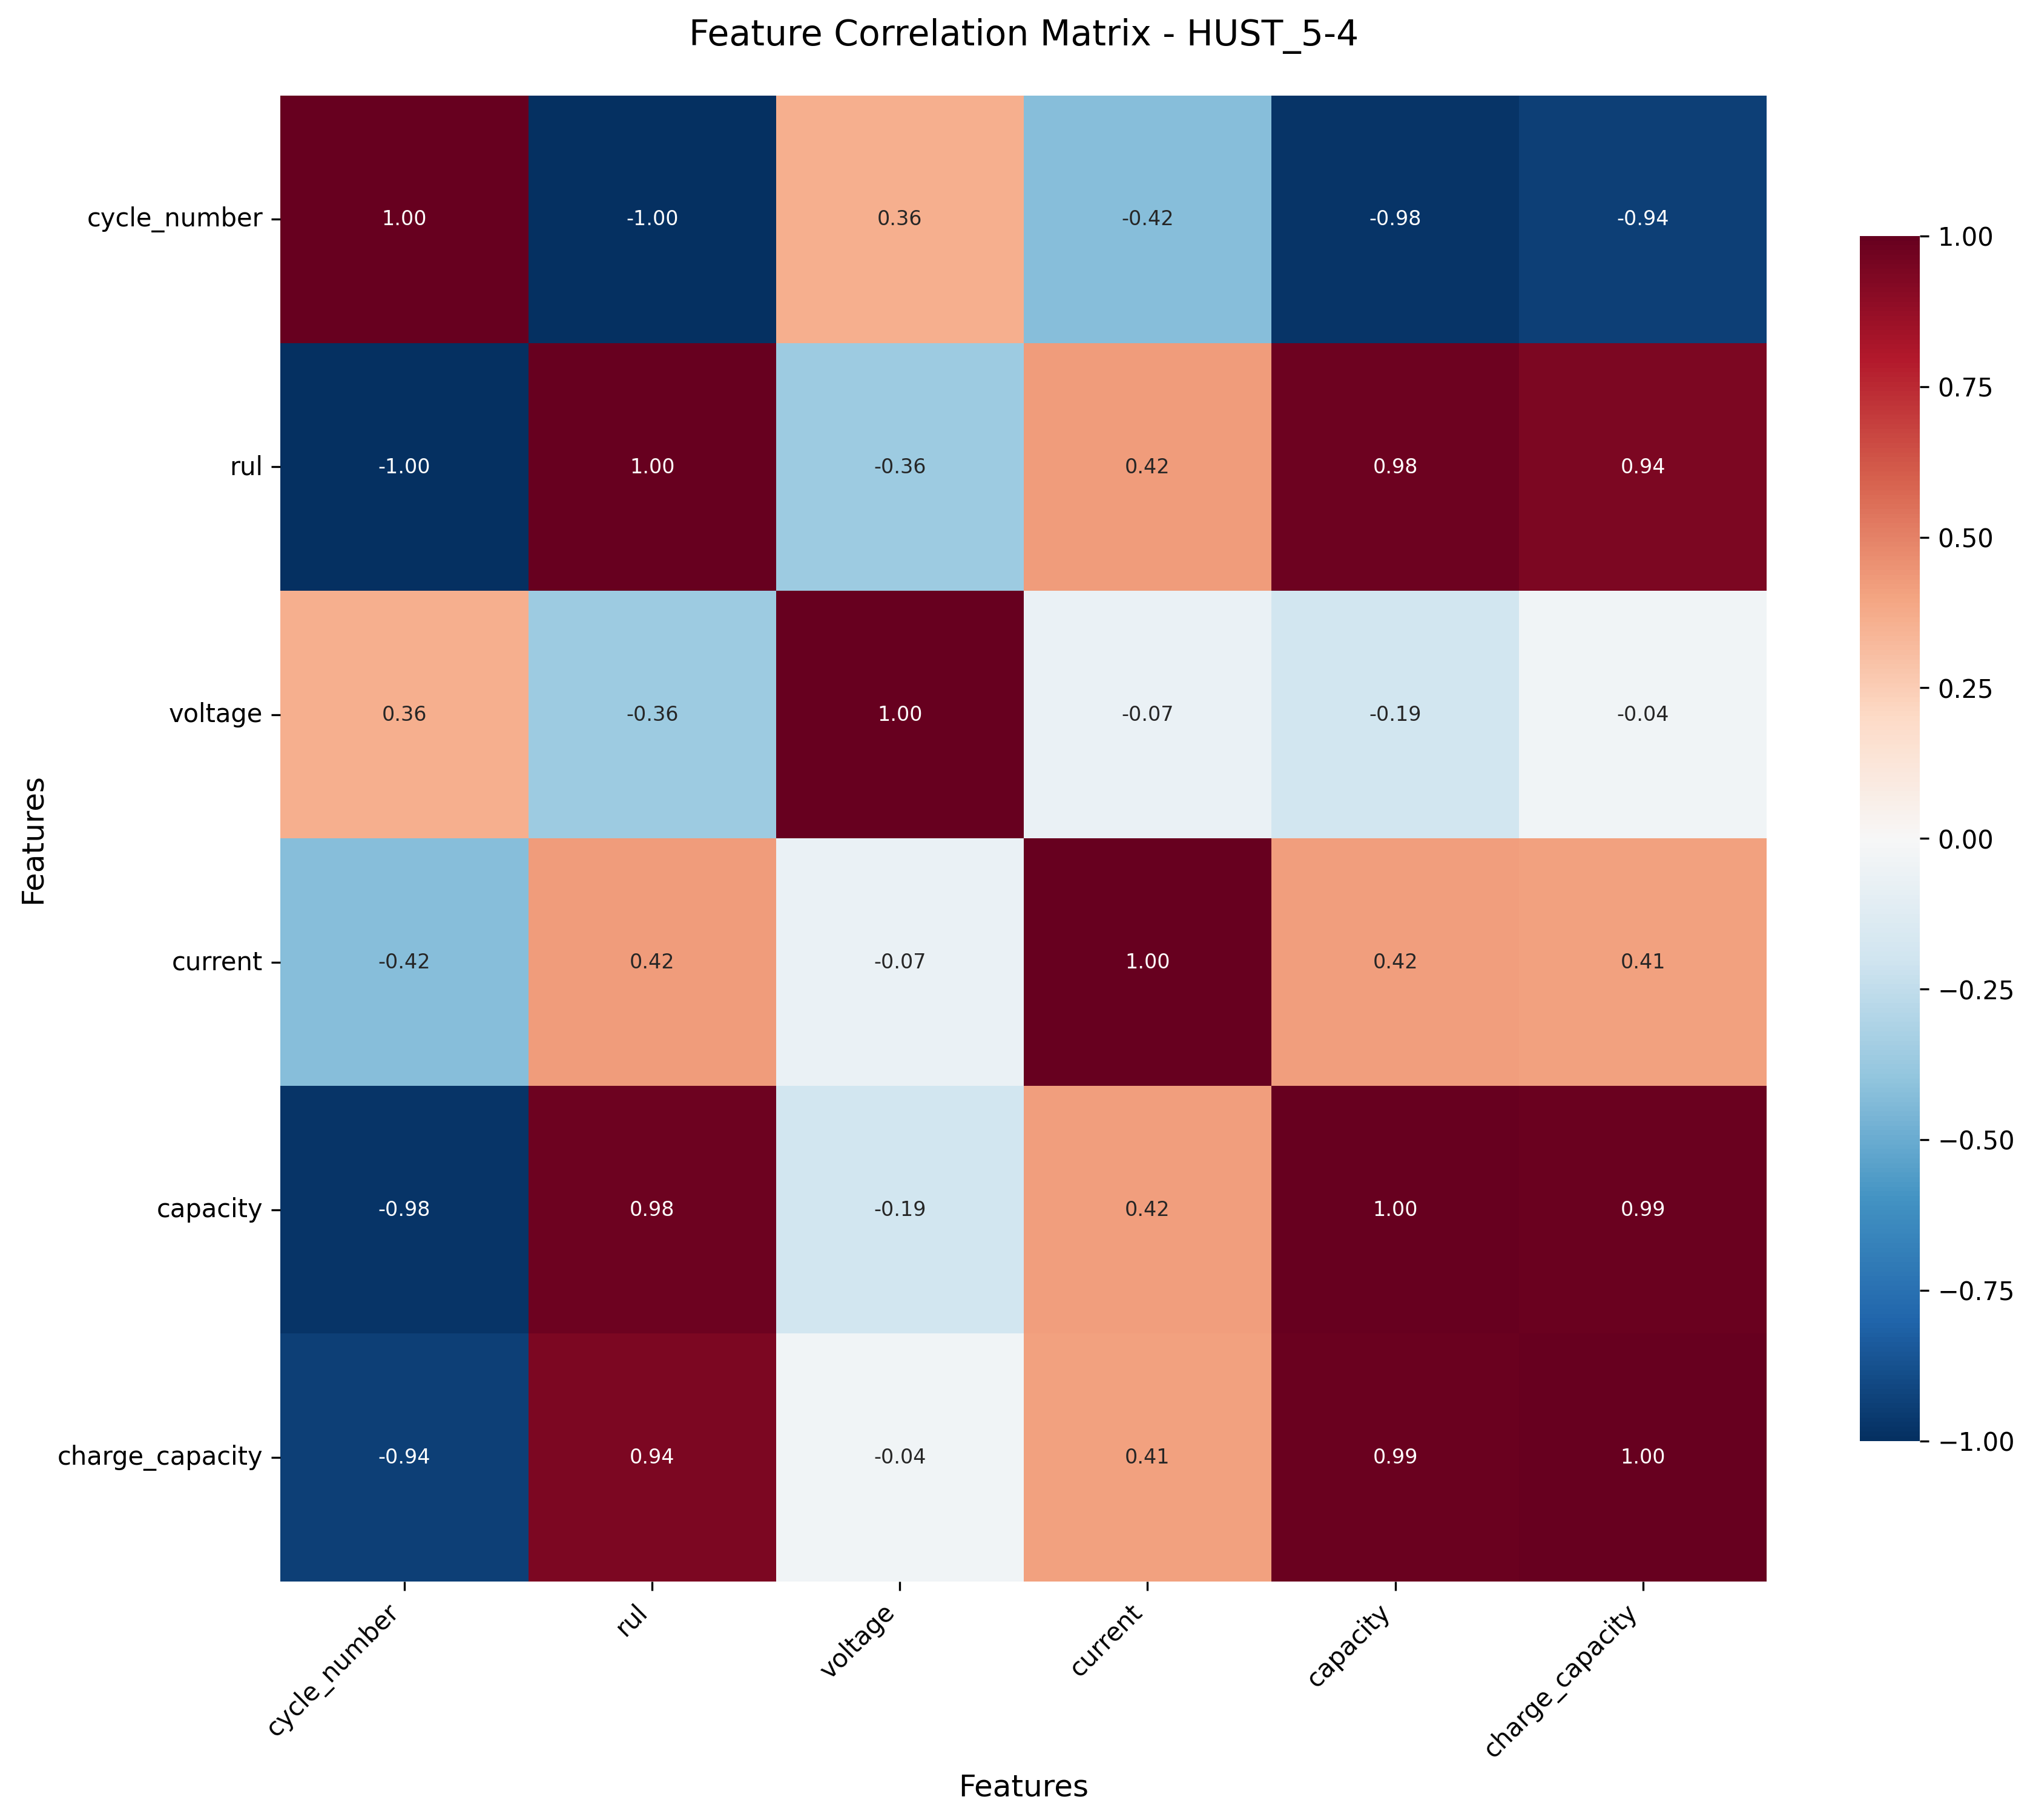 Feature Correlation Matrix - HUST_5-4
cycle_number 1.00 -1.00 0.36 -0.42 -0.98 -0.94
rul -1.00 1.00 -0.36 0.42 0.98 0.94
voltage 0.36 -0.36 1.00 -0.07 -0.19 -0.04
current -0.42 0.42 -0.07 1.00 0.42 0.41
capacity -0.98 0.98 -0.19 0.42 1.00 0.99
charge_capacity -0.94 0.94 -0.04 0.41 0.99 1.00
Features
cycle_number rul voltage current capacity charge_capacity
Features
1.00
0.75
0.50
0.25
0.00
−0.25
−0.50
−0.75
−1.00